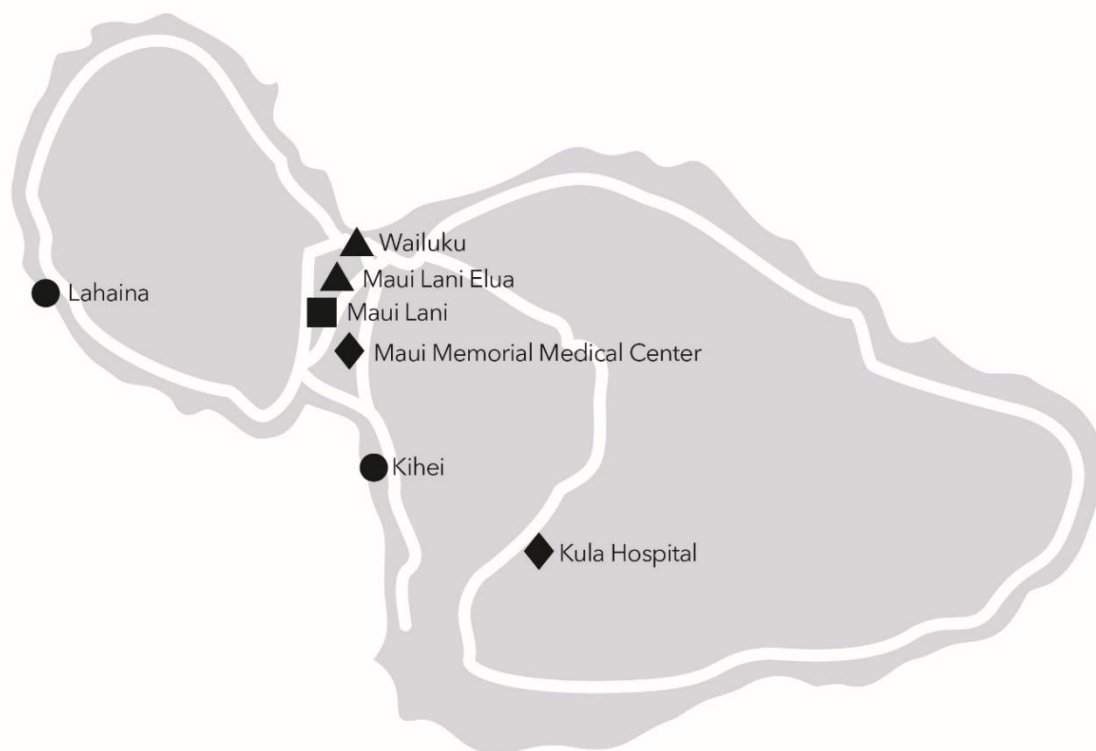 Wailuku
Maui Lani Elua
Lahaina
Maui Lani
Maui Memorial Medical Center
Kihei
Kula Hospital